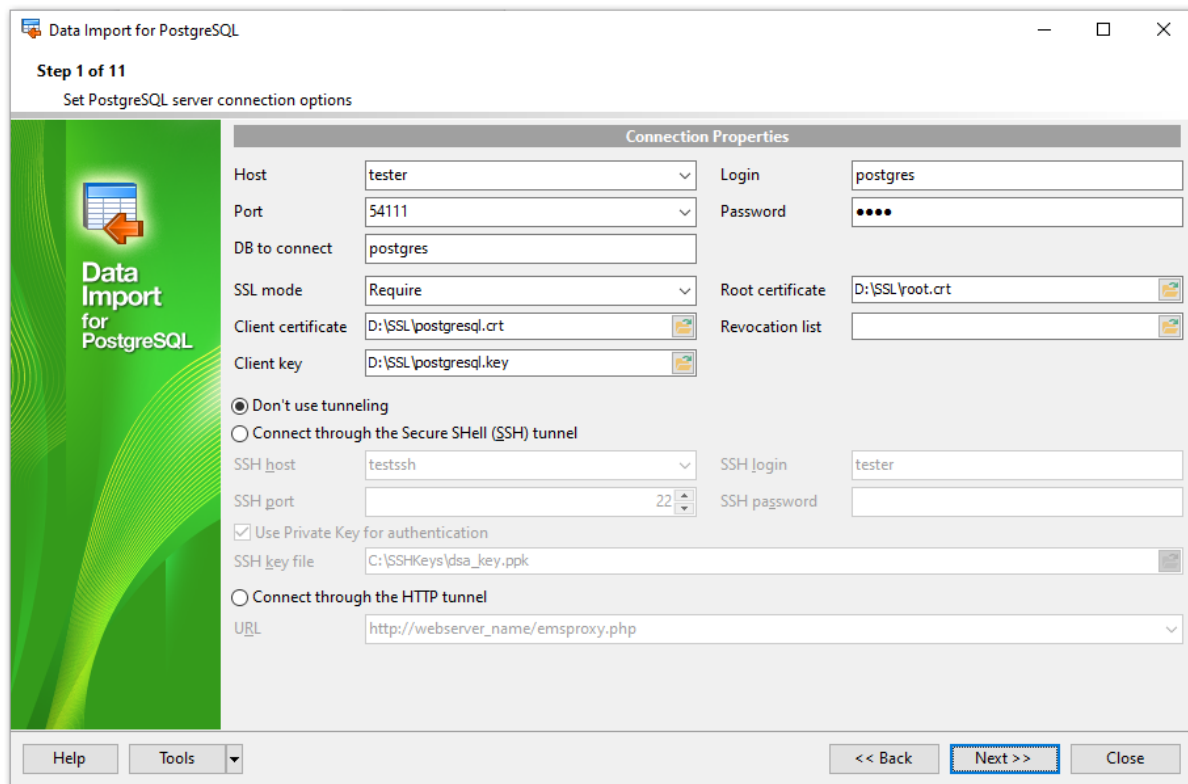 Data Import for PostgreSQL
Step 1 of 11
Set PostgreSQL server connection options
Data
Import
for
PostgreSQL
Connection Properties
Host tester Login postgres
Port 54111 Password ●●●●
DB to connect postgres
SSL mode Require Root certificate D:\SSL\root.crt
Client certificate D:\SSL\postgresql.crt Revocation list
Client key D:\SSL\postgresql.key
Don't use tunneling
Connect through the Secure SHell (SSH) tunnel
SSH host testssh SSH login tester
SSH port 22 SSH password
Use Private Key for authentication
SSH key file C:\SSHKeys\dsa_key.ppk
Connect through the HTTP tunnel
URL http://webserver_name/emsproxy.php
Help Tools << Back Next >> Close